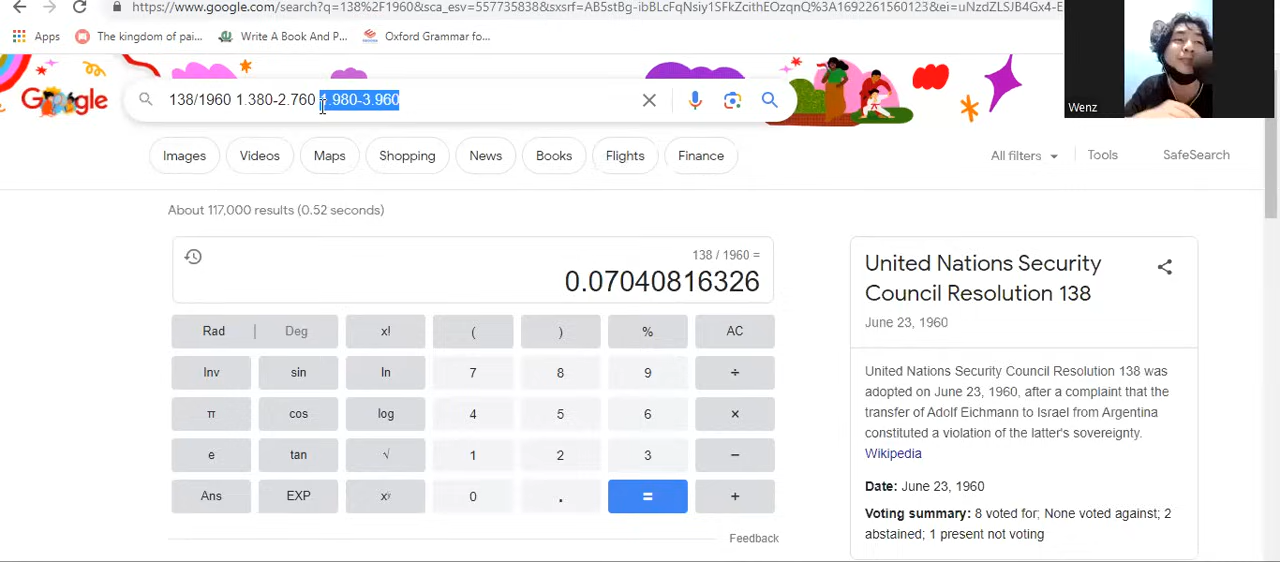 https://www.google.com/search?q=138%2F1960&sca_esv=557735838&sxsrf=AB5stBg-ibBLcFqNsiy1SFkZcithEOzqnQ%3A1692261560123&ei=uNzdZLSJB4Gx4-E
Apps The kingdom of pai... Write A Book And P... Oxford Grammar fo...
Google
138/1960 1.380-2.760 1.980-3.960
Wenz
Images Videos Maps Shopping News Books Flights Finance All filters Tools SafeSearch
About 117,000 results (0.52 seconds)
138 / 1960 =
0.07040816326
Rad Deg x! ( ) % AC
Inv sin ln 7 8 9 ÷
π cos log 4 5 6 ×
e tan √ 1 2 3 −
Ans EXP xʸ 0 . = +
Feedback
United Nations Security
Council Resolution 138
June 23, 1960
United Nations Security Council Resolution 138 was
adopted on June 23, 1960, after a complaint that the
transfer of Adolf Eichmann to Israel from Argentina
constituted a violation of the latter's sovereignty.
Wikipedia
Date: June 23, 1960
Voting summary: 8 voted for; None voted against; 2
abstained; 1 present not voting